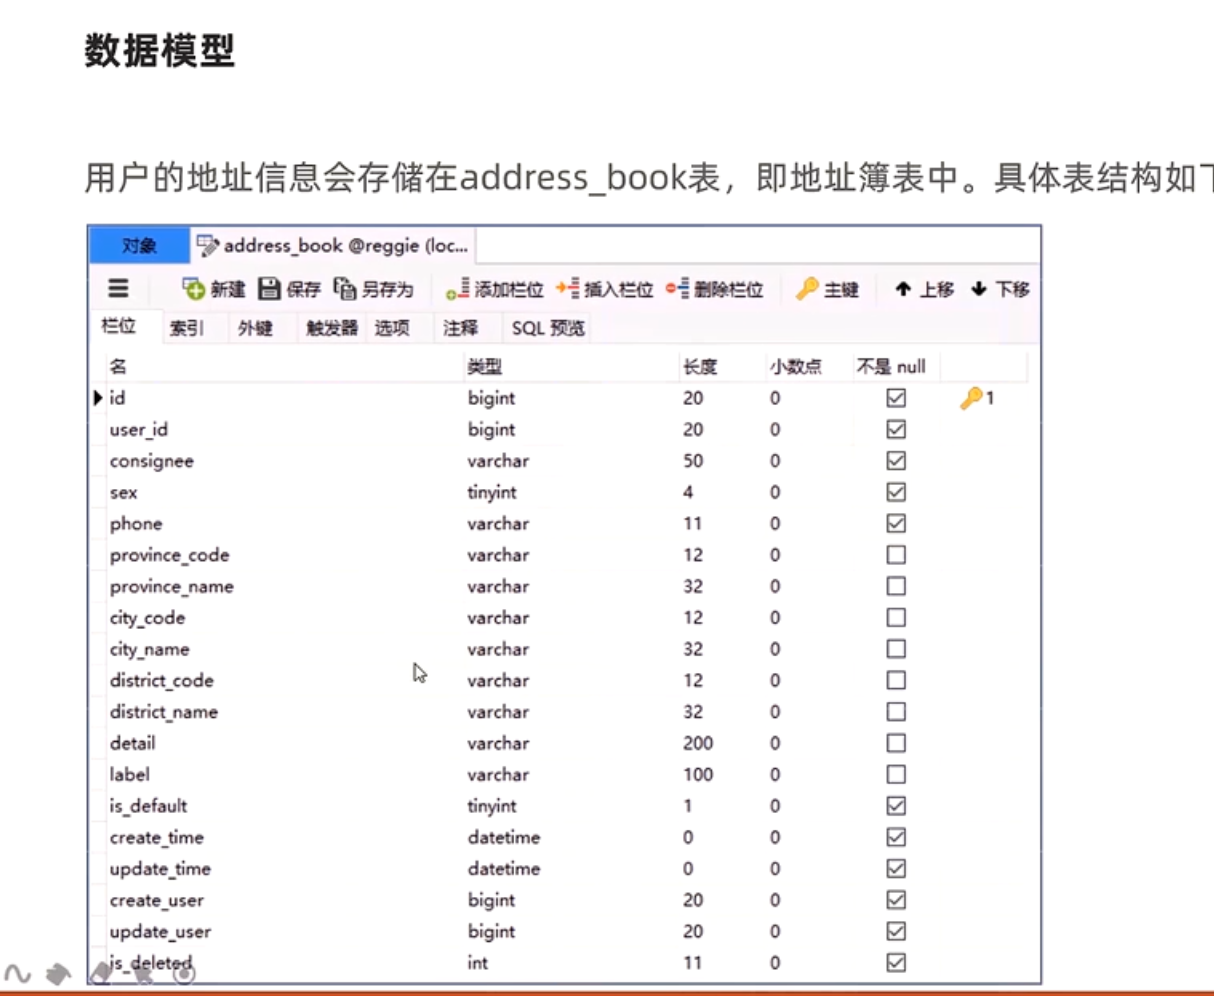 数据模型
用户的地址信息会存储在address_book表，即地址簿表中。具体表结构如下
对象 address_book @reggie (loc...
新建 保存 另存为 添加栏位 插入栏位 删除栏位 主键 上移 下移
栏位 索引 外键 触发器 选项 注释 SQL 预览
名 类型 长度 小数点 不是 null
id bigint 20 0 1
user_id bigint 20 0
consignee varchar 50 0
sex tinyint 4 0
phone varchar 11 0
province_code varchar 12 0
province_name varchar 32 0
city_code varchar 12 0
city_name varchar 32 0
district_code varchar 12 0
district_name varchar 32 0
detail varchar 200 0
label varchar 100 0
is_default tinyint 1 0
create_time datetime 0 0
update_time datetime 0 0
create_user bigint 20 0
update_user bigint 20 0
is_deleted int 11 0